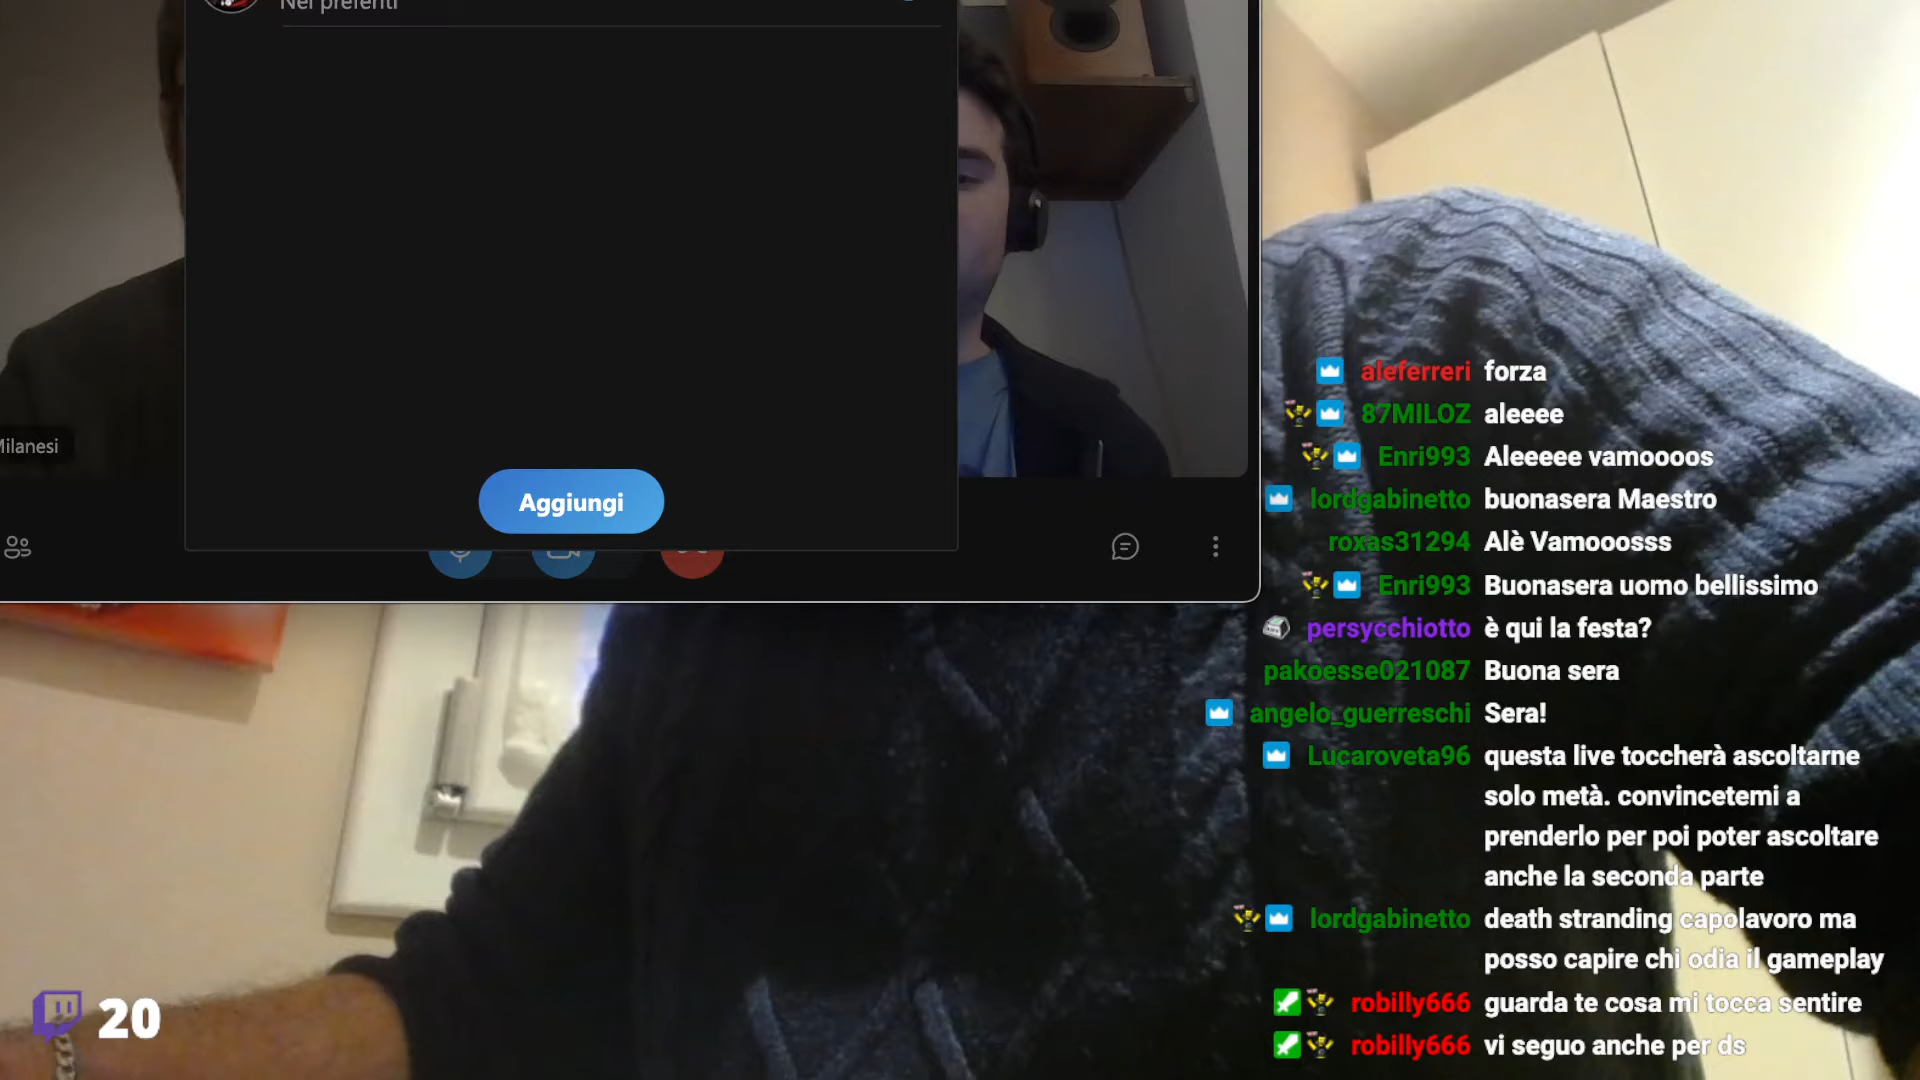 Nei preferiti
Milanesi
Aggiungi
aleferreri forza
87MILOZ aleeee
Enri993 Aleeeee vamoooos
lordgabinetto buonasera Maestro
roxas31294 Alè Vamooosss
Enri993 Buonasera uomo bellissimo
persycchiotto è qui la festa?
pakoesse021087 Buona sera
angelo_guerreschi Sera!
Lucaroveta96 questa live toccherà ascoltarne
solo metà. convincetemi a
prenderlo per poi poter ascoltare
anche la seconda parte
lordgabinetto death stranding capolavoro ma
posso capire chi odia il gameplay
robilly666 guarda te cosa mi tocca sentire
robilly666 vi seguo anche per ds
20